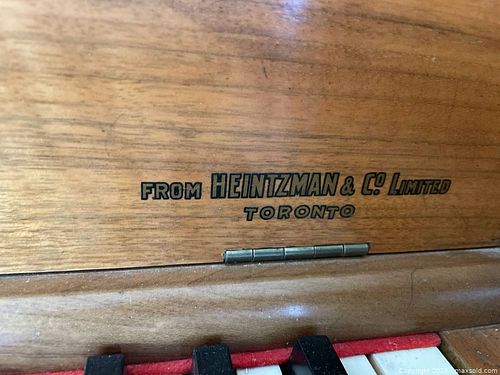 FROM HEINTZMAN & Co LIMITED
TORONTO